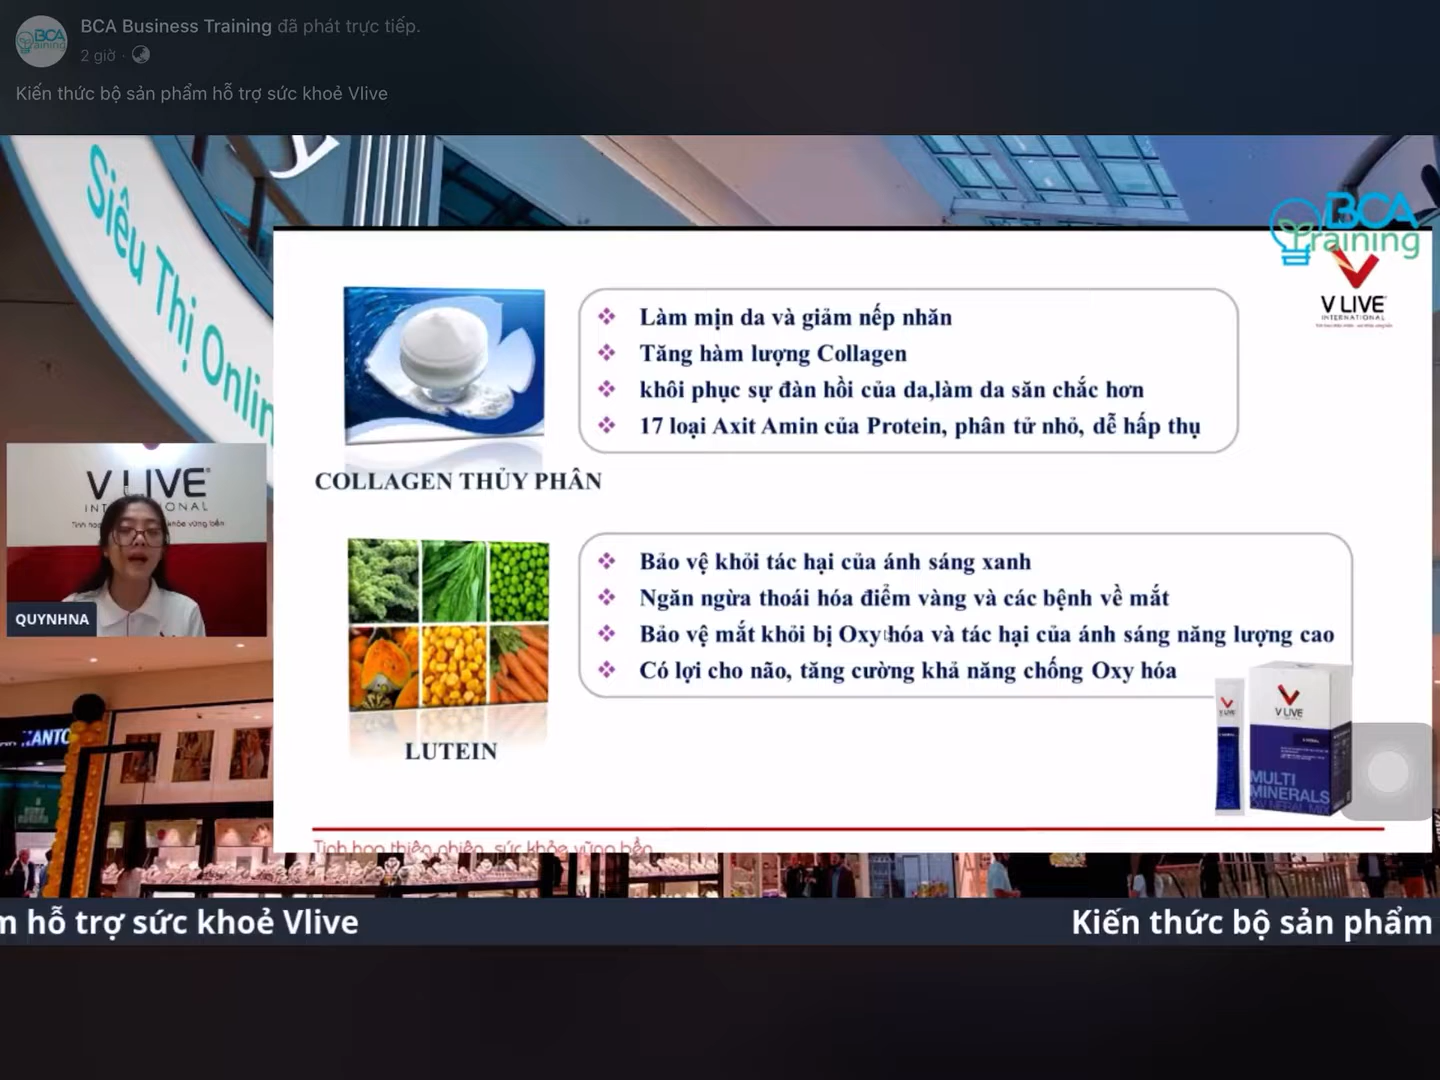 BCA Business Training đã phát trực tiếp.
2 giờ ·
Kiến thức bộ sản phẩm hỗ trợ sức khoẻ Vlive
Siêu Thị Onlin
BCA
Training
V LIVE
INTERNATIONAL
Làm mịn da và giảm nếp nhăn
Tăng hàm lượng Collagen
khôi phục sự đàn hồi của da,làm da săn chắc hơn
17 loại Axit Amin của Protein, phân tử nhỏ, dễ hấp thụ
COLLAGEN THỦY PHÂN
V LIVE
INTERNATIONAL
khỏe vững bền
QUYNHNA
Bảo vệ khỏi tác hại của ánh sáng xanh
Ngăn ngừa thoái hóa điểm vàng và các bệnh về mắt
Bảo vệ mắt khỏi bị Oxy hóa và tác hại của ánh sáng năng lượng cao
Có lợi cho não, tăng cường khả năng chống Oxy hóa
LUTEIN
V LIVE
V LIVE
MULTI
MINERALS
Tinh hoa thiên nhiên, sức khỏe vững bền
m hỗ trợ sức khoẻ Vlive
Kiến thức bộ sản phẩm